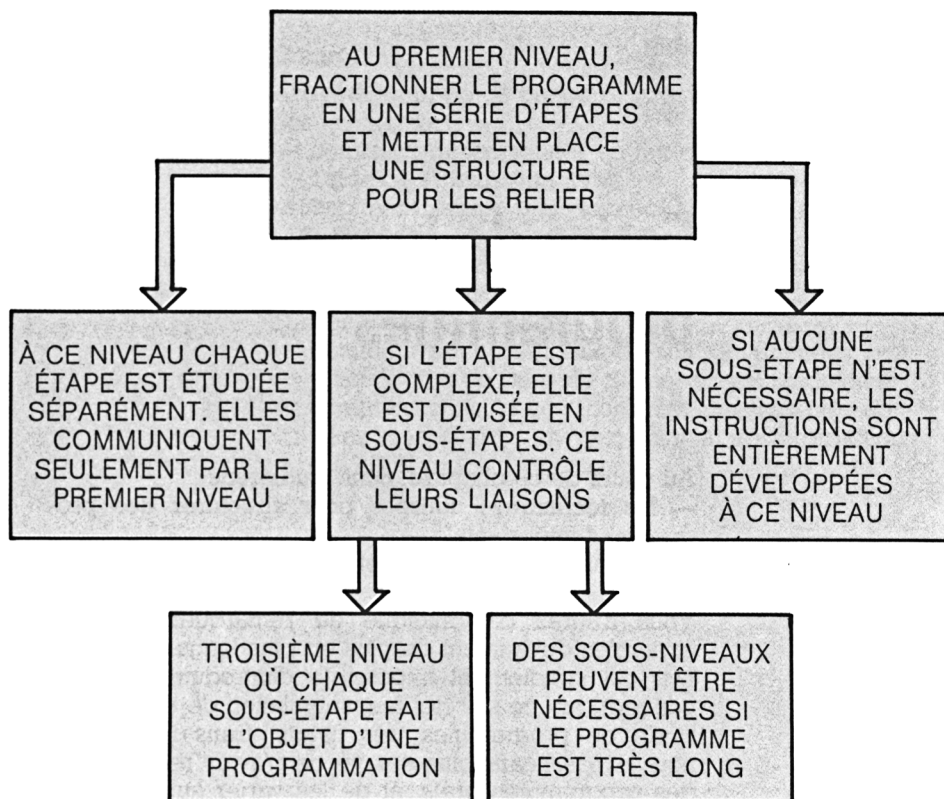 AU PREMIER NIVEAU,
FRACTIONNER LE PROGRAMME
EN UNE SÉRIE D'ÉTAPES
ET METTRE EN PLACE
UNE STRUCTURE
POUR LES RELIER
À CE NIVEAU CHAQUE
ÉTAPE EST ÉTUDIÉE
SÉPARÉMENT. ELLES
COMMUNIQUENT
SEULEMENT PAR LE
PREMIER NIVEAU
SI L'ÉTAPE EST
COMPLEXE, ELLE
EST DIVISÉE EN
SOUS-ÉTAPES. CE
NIVEAU CONTRÔLE
LEURS LIAISONS
SI AUCUNE
SOUS-ÉTAPE N'EST
NÉCESSAIRE, LES
INSTRUCTIONS SONT
ENTIÈREMENT
DÉVELOPPÉES
À CE NIVEAU
TROISIÈME NIVEAU
OÙ CHAQUE
SOUS-ÉTAPE FAIT
L'OBJET D'UNE
PROGRAMMATION
DES SOUS-NIVEAUX
PEUVENT ÊTRE
NÉCESSAIRES SI
LE PROGRAMME
EST TRÈS LONG